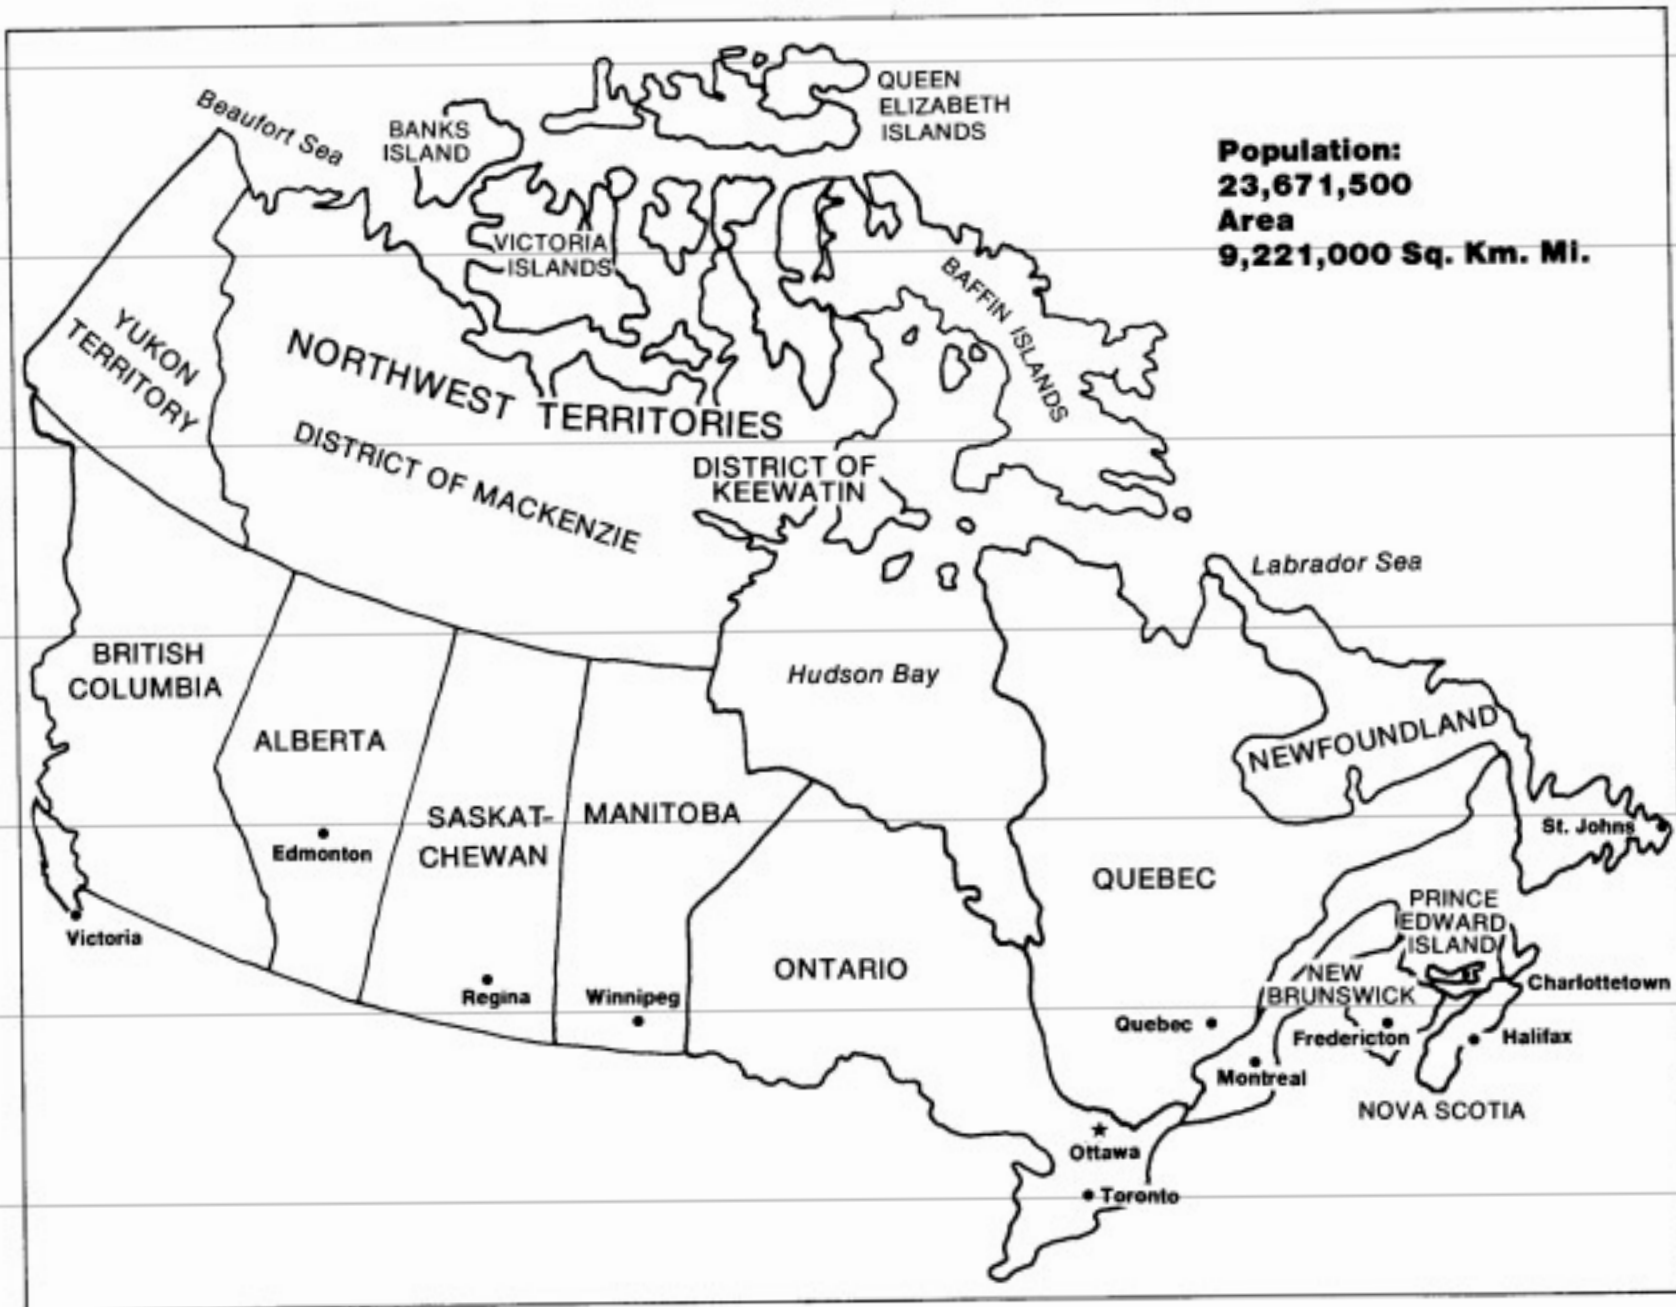 Beaufort Sea
BANKS
ISLAND
QUEEN
ELIZABETH
ISLANDS
Population:
23,671,500
Area
9,221,000 Sq. Km. Mi.
VICTORIA
ISLANDS
BAFFIN ISLANDS
YUKON
TERRITORY
NORTHWEST TERRITORIES
DISTRICT OF MACKENZIE
DISTRICT OF
KEEWATIN
Labrador Sea
BRITISH
COLUMBIA
Hudson Bay
ALBERTA
NEWFOUNDLAND
SASKAT-
CHEWAN
MANITOBA
Edmonton
St. Johns
QUEBEC
PRINCE
EDWARD
ISLAND
Victoria
ONTARIO
NEW
BRUNSWICK
Charlottetown
Regina
Winnipeg
Quebec
Fredericton
Halifax
Montreal
NOVA SCOTIA
Ottawa
Toronto